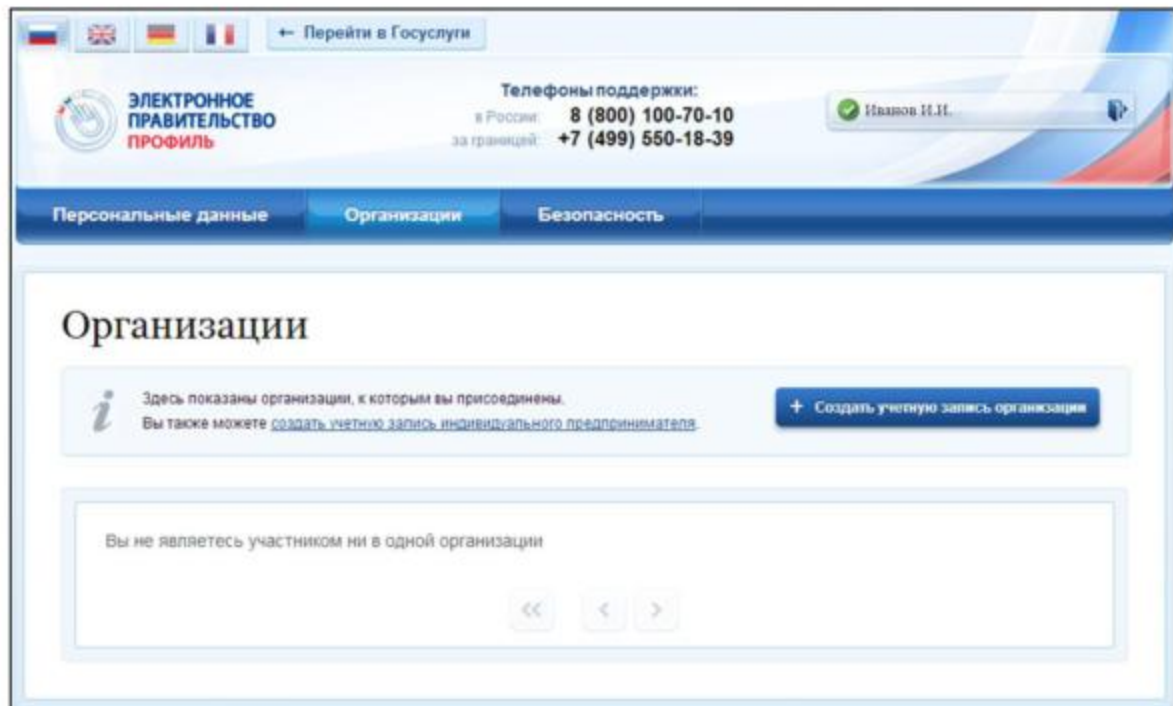 ← Перейти в Госуслуги
ЭЛЕКТРОННОЕ
ПРАВИТЕЛЬСТВО
ПРОФИЛЬ
Телефоны поддержки:
в России: 8 (800) 100-70-10
за границей: +7 (499) 550-18-39
Иванов И.И.
Персональные данные Организации Безопасность
Организации
Здесь показаны организации, к которым вы присоединены.
Вы также можете создать учетную запись индивидуального предпринимателя.
+ Создать учетную запись организации
Вы не являетесь участником ни в одной организации